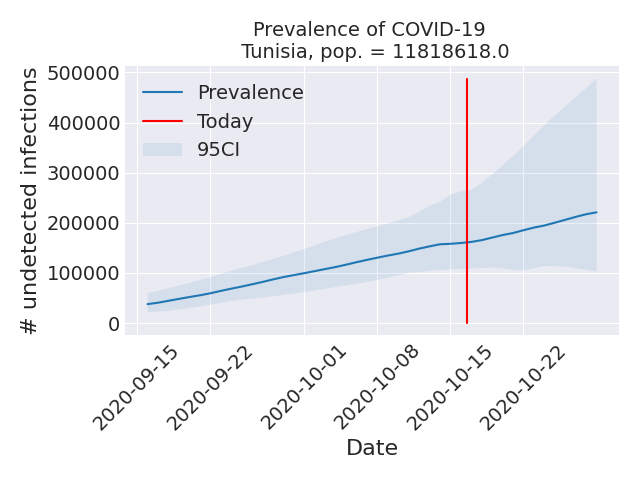 Prevalence of COVID-19
Tunisia, pop. = 11818618.0
# undetected infections
500000
400000
300000
200000
100000
0
Prevalence
Today
95CI
2020-09-15
2020-09-22
2020-10-01
2020-10-08
2020-10-15
2020-10-22
Date